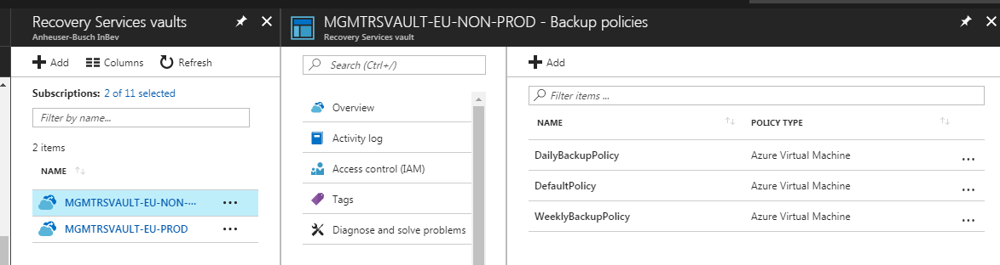 Recovery Services vaults
Anheuser-Busch InBev
Add Columns Refresh
Subscriptions: 2 of 11 selected
Filter by name...
2 items
NAME
MGMTRSVAULT-EU-NON-...
MGMTRSVAULT-EU-PROD
MGMTRSVAULT-EU-NON-PROD - Backup policies
Recovery Services vault
Search (Ctrl+/)
Overview
Activity log
Access control (IAM)
Tags
Diagnose and solve problems
Add
Filter items ...
NAME POLICY TYPE
DailyBackupPolicy Azure Virtual Machine
DefaultPolicy Azure Virtual Machine
WeeklyBackupPolicy Azure Virtual Machine